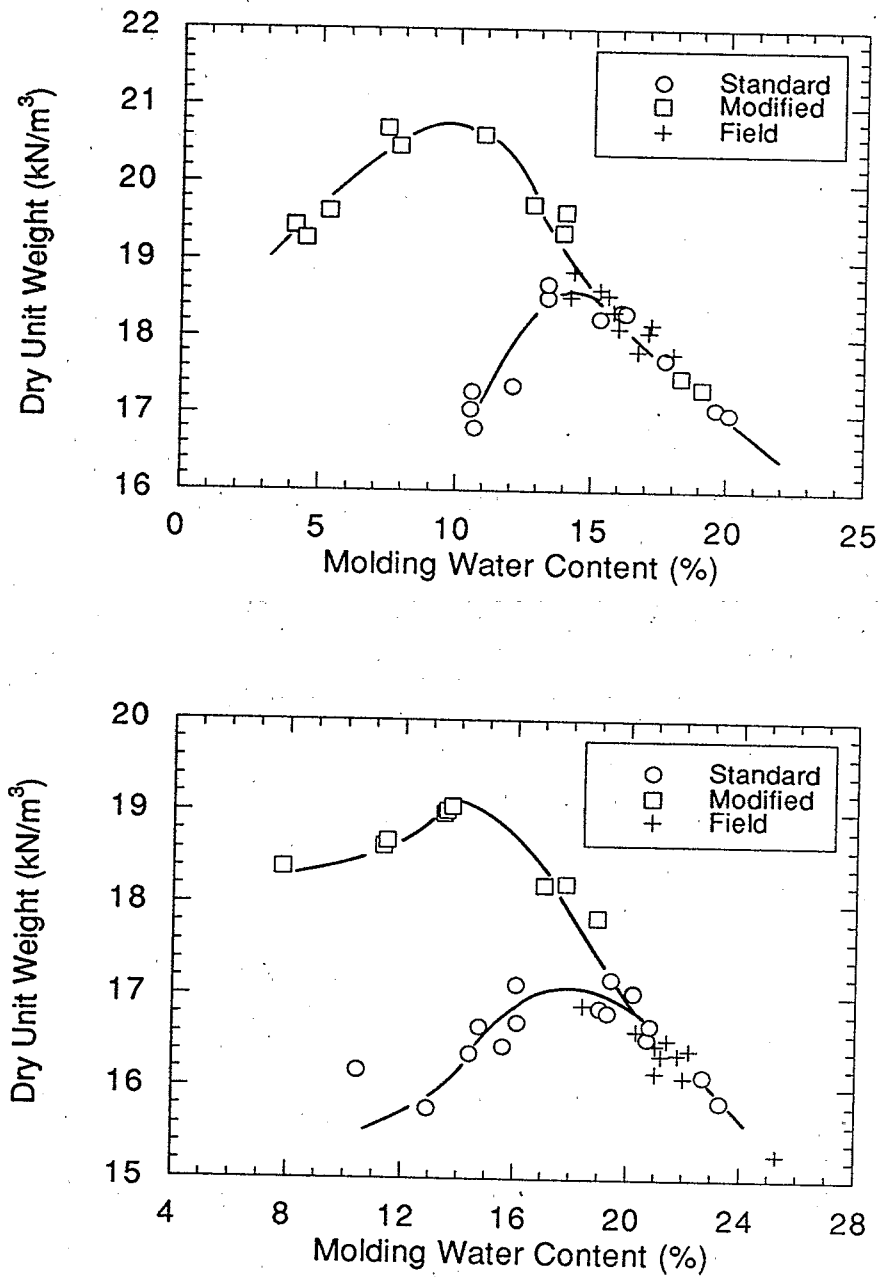 22
21
20
19
18
17
16
Dry Unit Weight (kN/m³)
Standard
Modified
Field
0 5 10 15 20 25
Molding Water Content (%)
20
19
18
17
16
15
Dry Unit Weight (kN/m³)
Standard
Modified
Field
4 8 12 16 20 24 28
Molding Water Content (%)